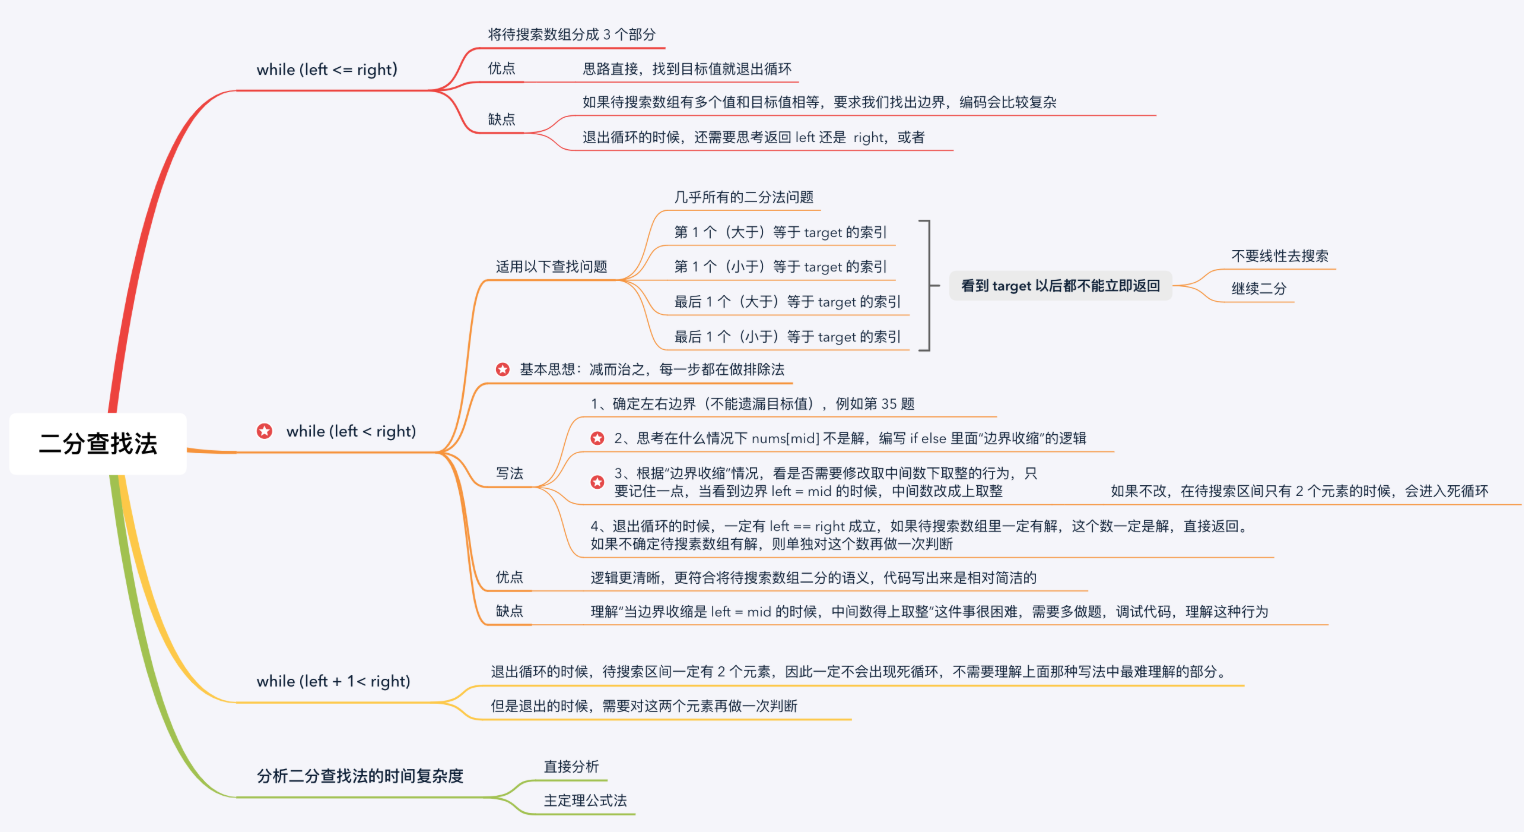 二分查找法
while (left <= right)
将待搜索数组分成 3 个部分
优点
思路直接，找到目标值就退出循环
缺点
如果待搜索数组有多个值和目标值相等，要求我们找出边界，编码会比较复杂
退出循环的时候，还需要思考返回 left 还是 right，或者
while (left < right)
适用以下查找问题
几乎所有的二分法问题
第 1 个（大于）等于 target 的索引
第 1 个（小于）等于 target 的索引
最后 1 个（大于）等于 target 的索引
最后 1 个（小于）等于 target 的索引
看到 target 以后都不能立即返回
不要线性去搜索
继续二分
基本思想：减而治之，每一步都在做排除法
写法
1、确定左右边界（不能遗漏目标值），例如第 35 题
2、思考在什么情况下 nums[mid] 不是解，编写 if else 里面“边界收缩”的逻辑
3、根据“边界收缩”情况，看是否需要修改取中间数下取整的行为，只
要记住一点，当看到边界 left = mid 的时候，中间数改成上取整
如果不改，在待搜索区间只有 2 个元素的时候，会进入死循环
4、退出循环的时候，一定有 left == right 成立，如果待搜索数组里一定有解，这个数一定是解，直接返回。
如果不确定待搜素数组有解，则单独对这个数再做一次判断
优点
逻辑更清晰，更符合将待搜索数组二分的语义，代码写出来是相对简洁的
缺点
理解“当边界收缩是 left = mid 的时候，中间数得上取整”这件事很困难，需要多做题，调试代码，理解这种行为
while (left + 1< right)
退出循环的时候，待搜索区间一定有 2 个元素，因此一定不会出现死循环，不需要理解上面那种写法中最难理解的部分。
但是退出的时候，需要对这两个元素再做一次判断
分析二分查找法的时间复杂度
直接分析
主定理公式法